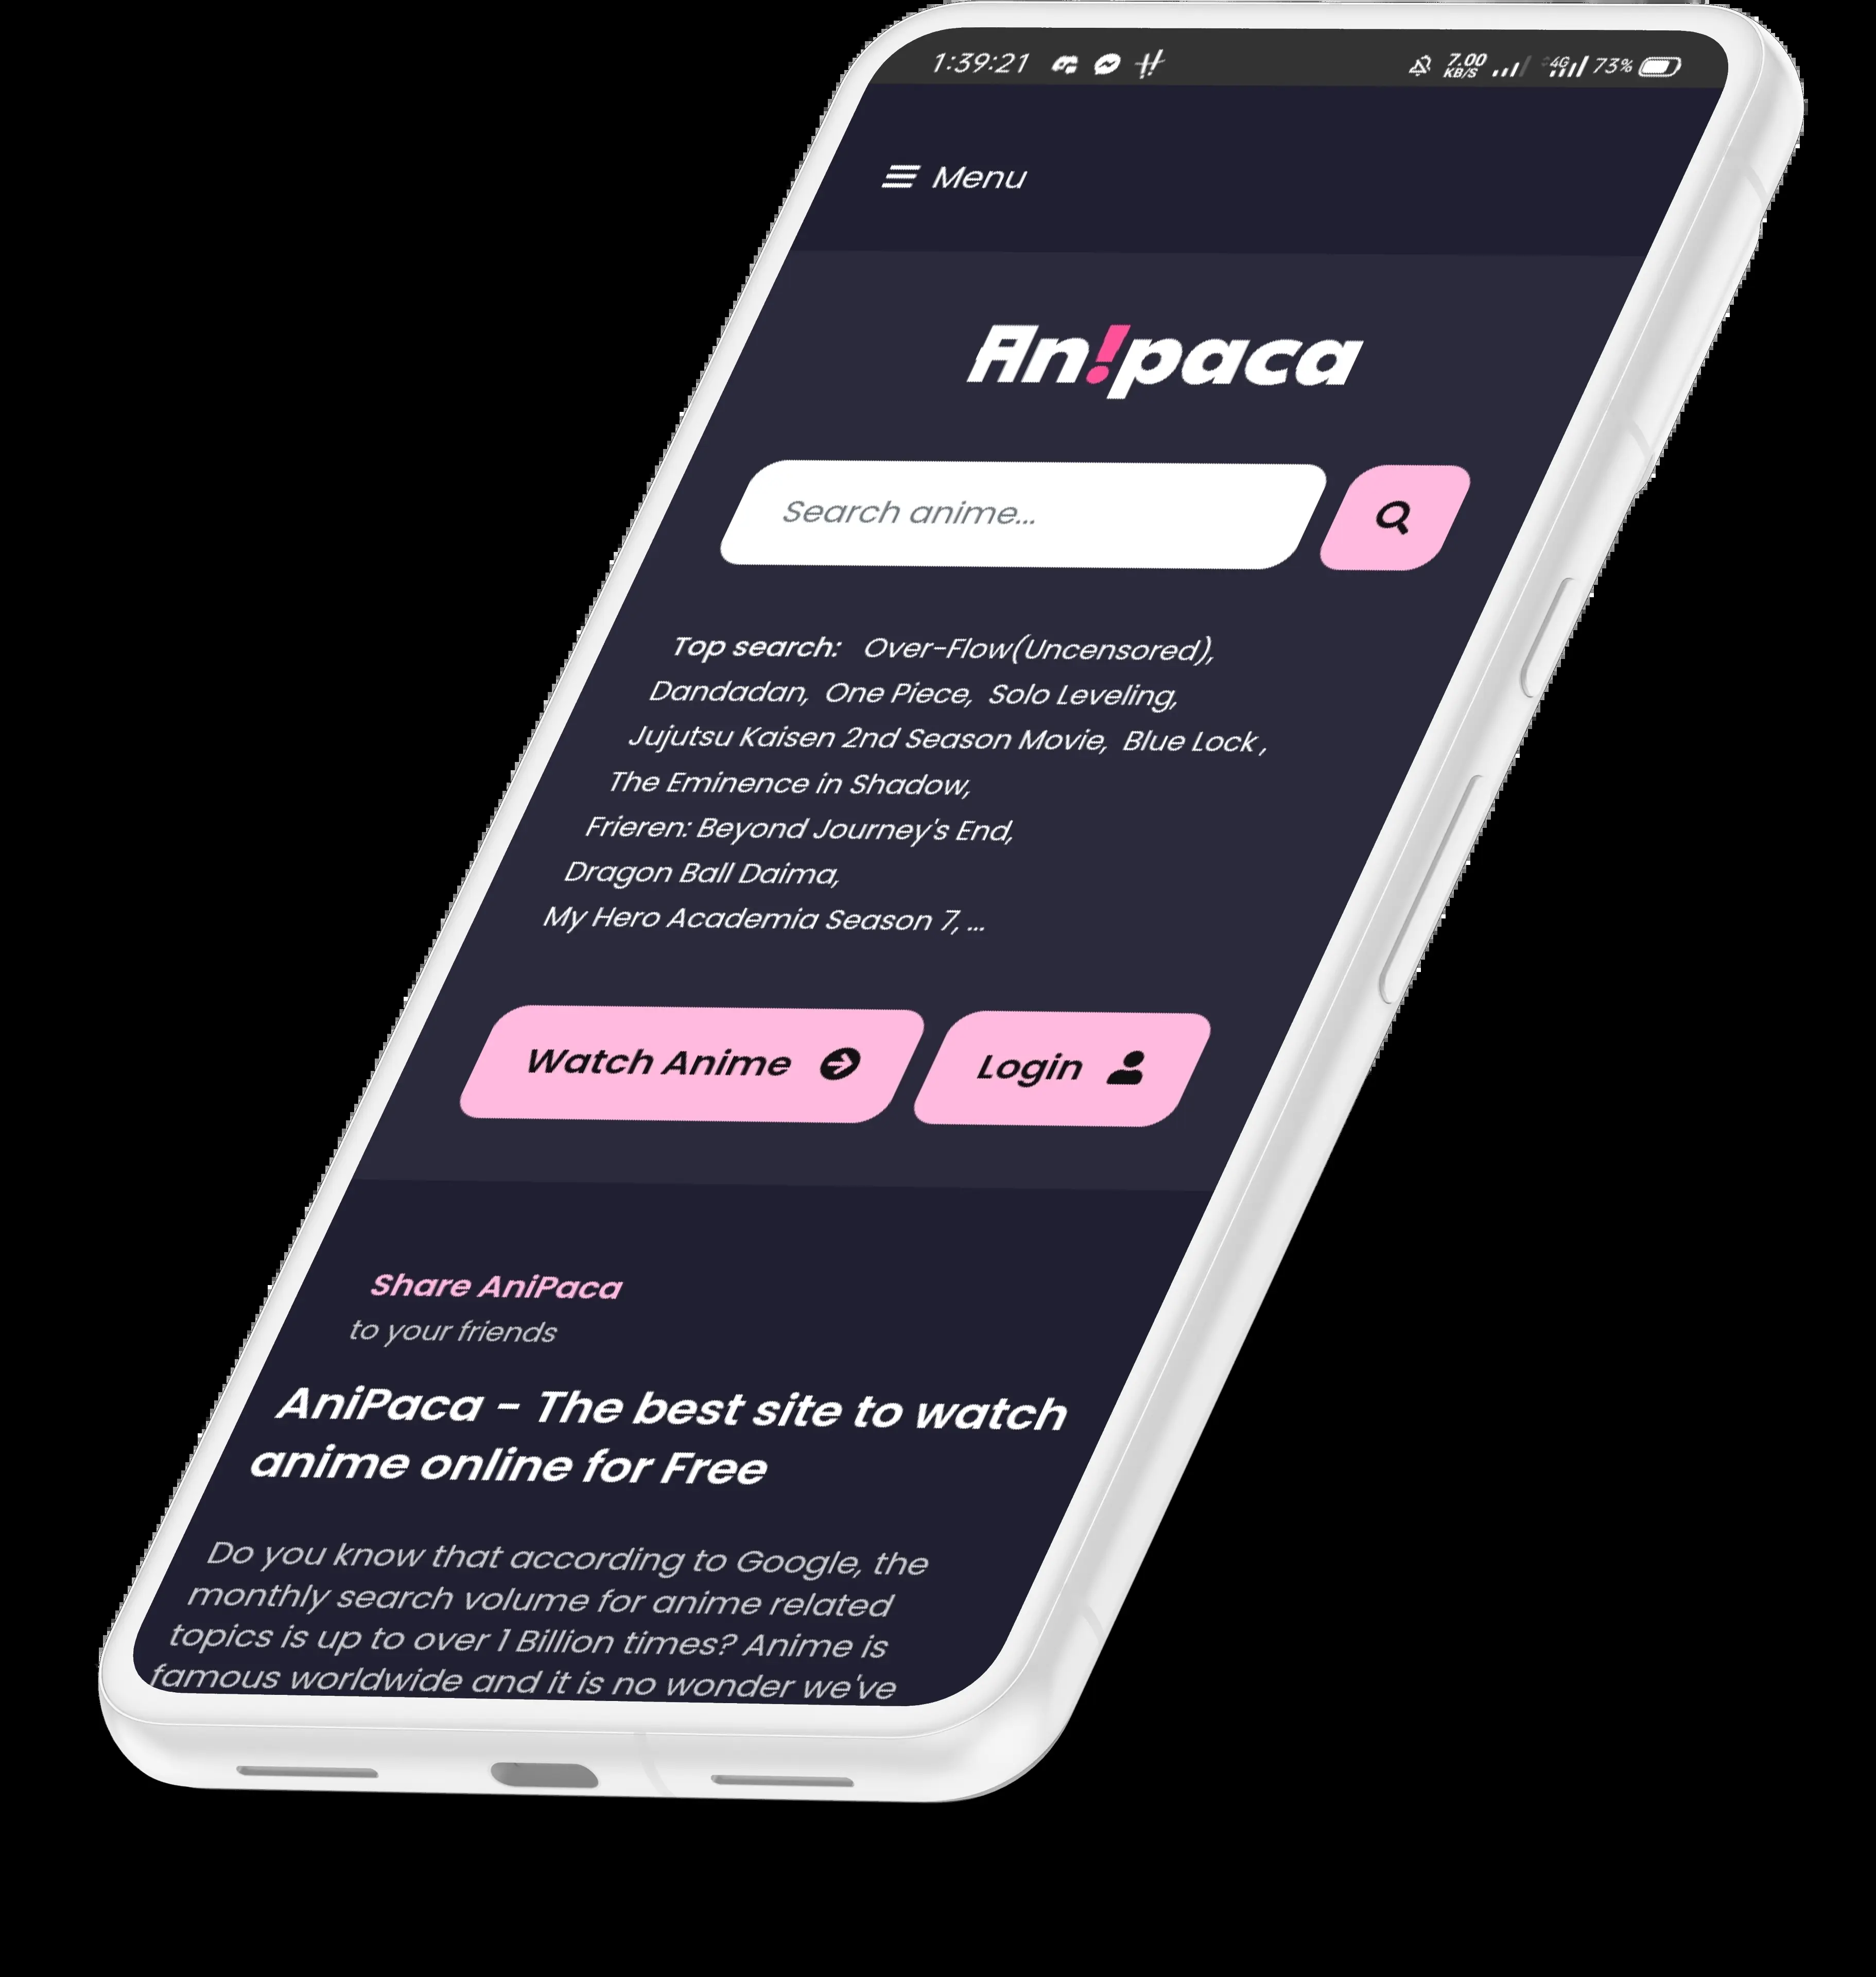 1:39:21 7.00 KB/S 4G 73%
Menu
An!paca
Search anime...
Top search: Over-Flow(Uncensored),
Dandadan, One Piece, Solo Leveling,
Jujutsu Kaisen 2nd Season Movie, Blue Lock ,
The Eminence in Shadow,
Frieren: Beyond Journey's End,
Dragon Ball Daima,
My Hero Academia Season 7, ...
Watch Anime Login
Share AniPaca
to your friends
AniPaca - The best site to watch
anime online for Free
Do you know that according to Google, the
monthly search volume for anime related
topics is up to over 1 Billion times? Anime is
famous worldwide and it is no wonder we've